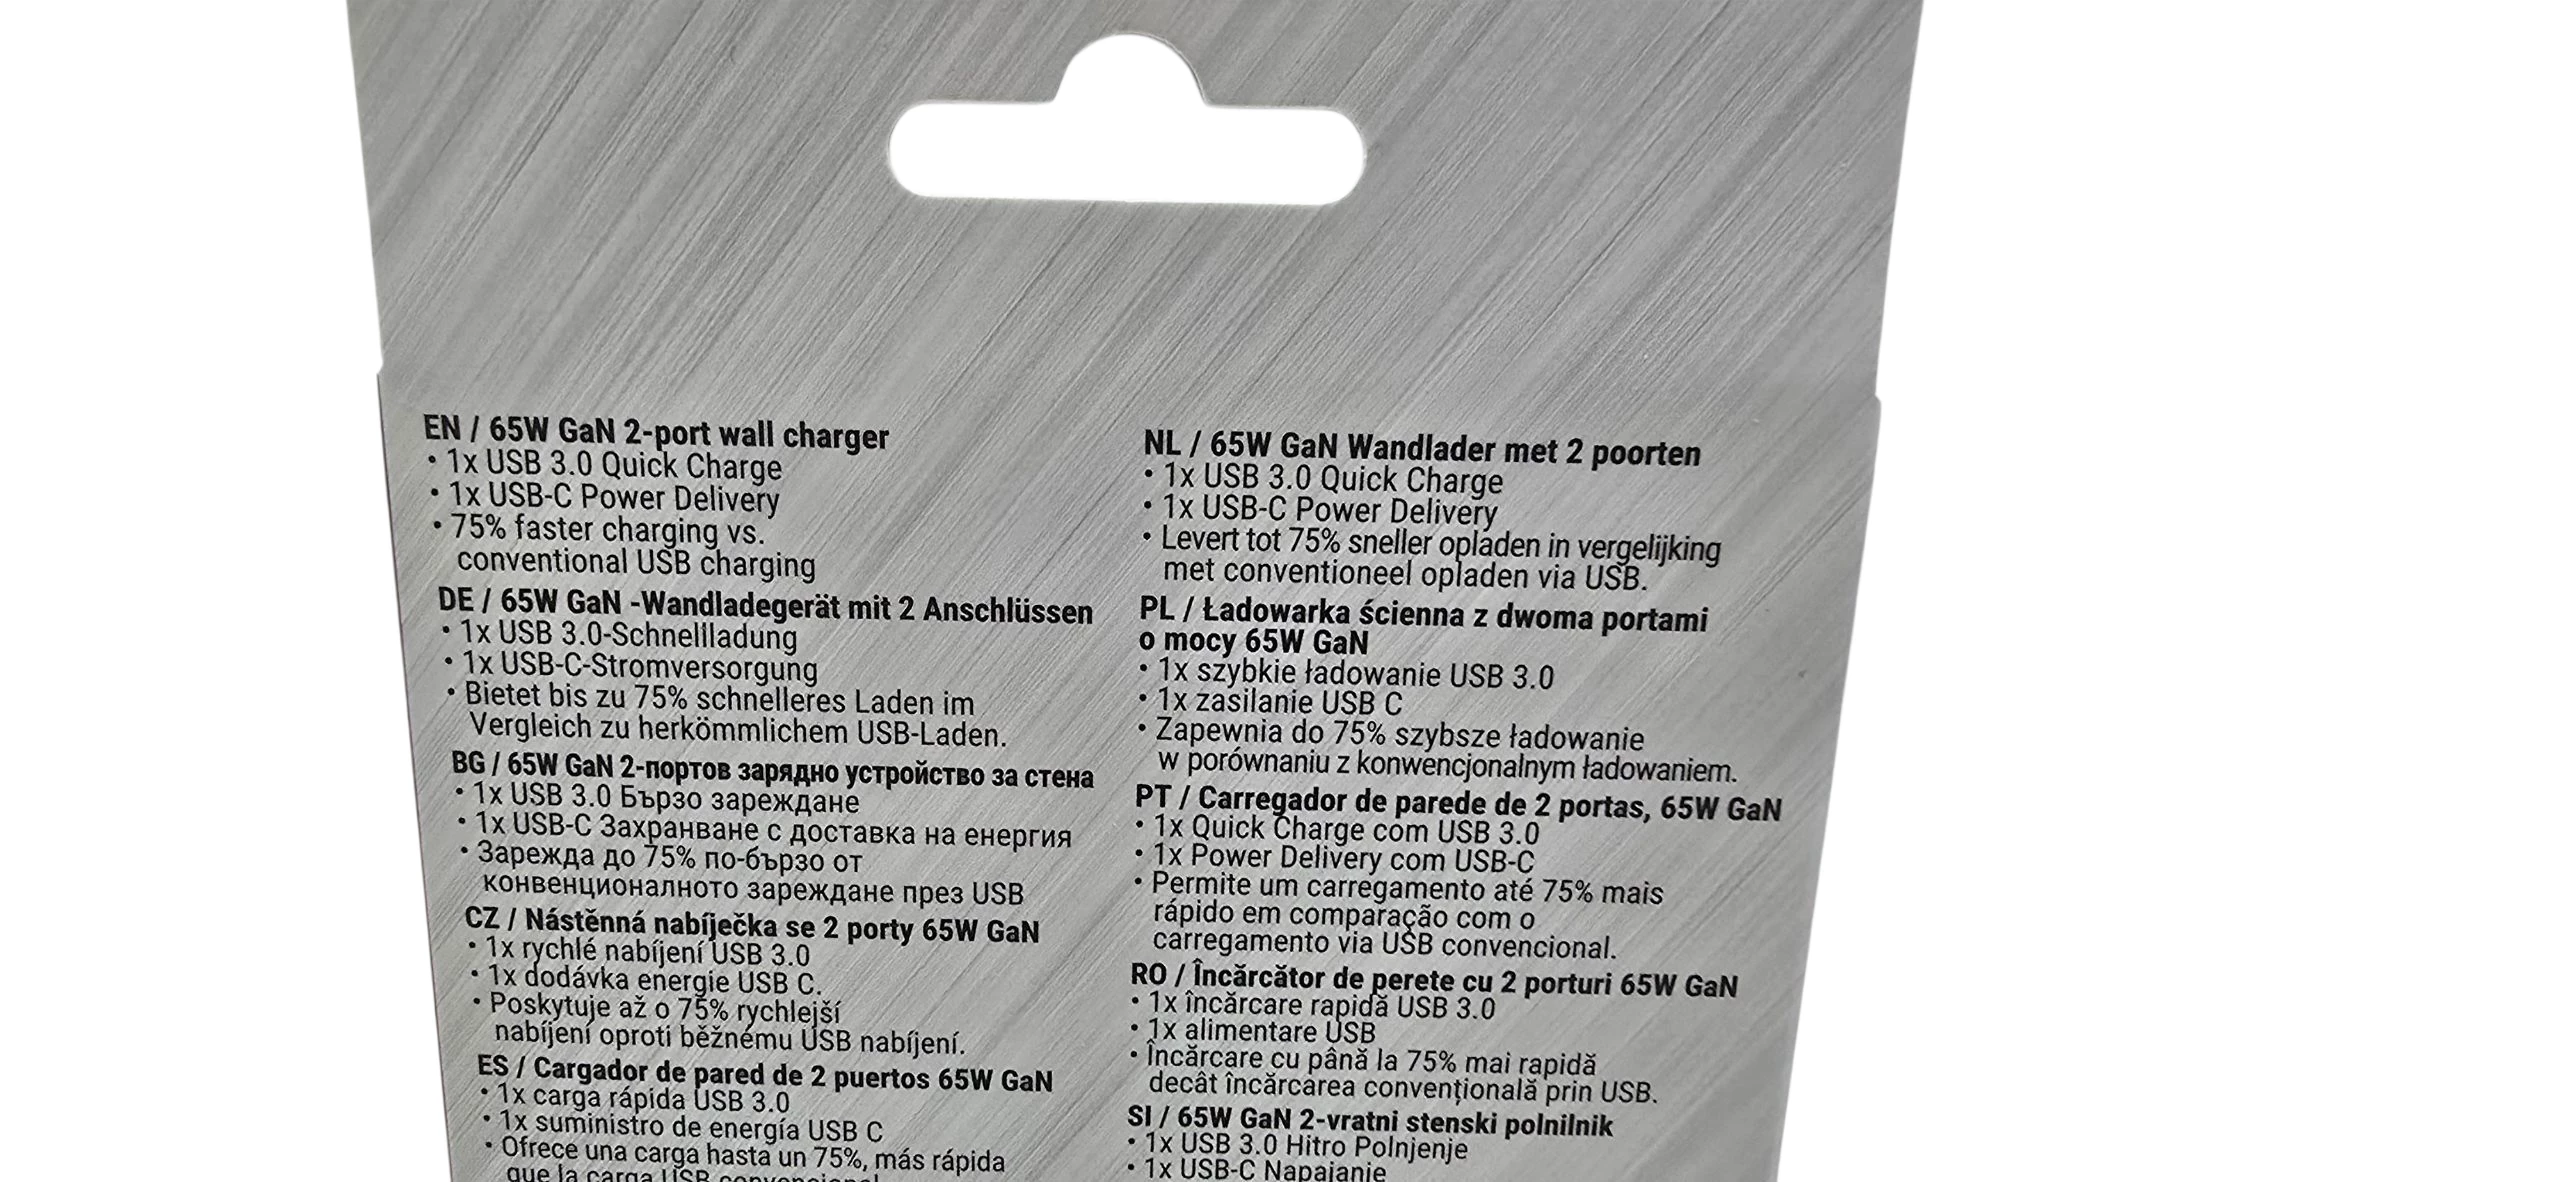 EN / 65W GaN 2-port wall charger
• 1x USB 3.0 Quick Charge
• 1x USB-C Power Delivery
• 75% faster charging vs.
conventional USB charging
DE / 65W GaN -Wandladegerät mit 2 Anschlüssen
• 1x USB 3.0-Schnellladung
• 1x USB-C-Stromversorgung
• Bietet bis zu 75% schnelleres Laden im
Vergleich zu herkömmlichem USB-Laden.
BG / 65W GaN 2-портов зарядно устройство за стена
• 1x USB 3.0 Бързо зареждане
• 1x USB-C Захранване с доставка на енергия
• Зарежда до 75% по-бързо от
конвенционалното зареждане през USB
CZ / Nástěnná nabíječka se 2 porty 65W GaN
• 1x rychlé nabíjení USB 3.0
• 1x dodávka energie USB C.
• Poskytuje až o 75% rychlejší
nabíjení oproti běžnému USB nabíjení.
ES / Cargador de pared de 2 puertos 65W GaN
• 1x carga rápida USB 3.0
• 1x suministro de energía USB C
• Ofrece una carga hasta un 75%, más rápida
que la carga USB convencional
NL / 65W GaN Wandlader met 2 poorten
• 1x USB 3.0 Quick Charge
• 1x USB-C Power Delivery
• Levert tot 75% sneller opladen in vergelijking
met conventioneel opladen via USB.
PL / Ładowarka ścienna z dwoma portami
o mocy 65W GaN
• 1x szybkie ładowanie USB 3.0
• 1x zasilanie USB C
• Zapewnia do 75% szybsze ładowanie
w porównaniu z konwencjonalnym ładowaniem.
PT / Carregador de parede de 2 portas, 65W GaN
• 1x Quick Charge com USB 3.0
• 1x Power Delivery com USB-C
• Permite um carregamento até 75% mais
rápido em comparação com o
carregamento via USB convencional.
RO / Încărcător de perete cu 2 porturi 65W GaN
• 1x încărcare rapidă USB 3.0
• 1x alimentare USB
• Încărcare cu până la 75% mai rapidă
decât încărcarea convențională prin USB.
SI / 65W GaN 2-vratni stenski polnilnik
• 1x USB 3.0 Hitro Polnjenje
• 1x USB-C Napajanje